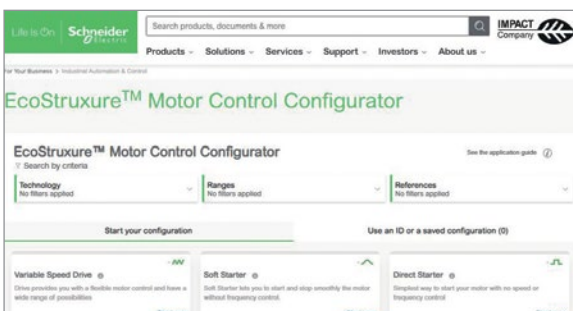 Life Is On Schneider Electric
Search products, documents & more
IMPACT Company
Products Solutions Services Support Investors About us
For Your Business > Industrial Automation & Control
EcoStruxure™ Motor Control Configurator
EcoStruxure™ Motor Control Configurator
See the application guide
Search by criteria
Technology Ranges References
No filters applied No filters applied No filters applied
Start your configuration Use an ID or a saved configuration (0)
Variable Speed Drive Soft Starter Direct Starter
Drive provides you with a flexible motor control and have a Soft Starter lets you to start and stop smoothly the motor Simplest way to start your motor with no speed or
wide range of possibilities without frequency control. frequency control